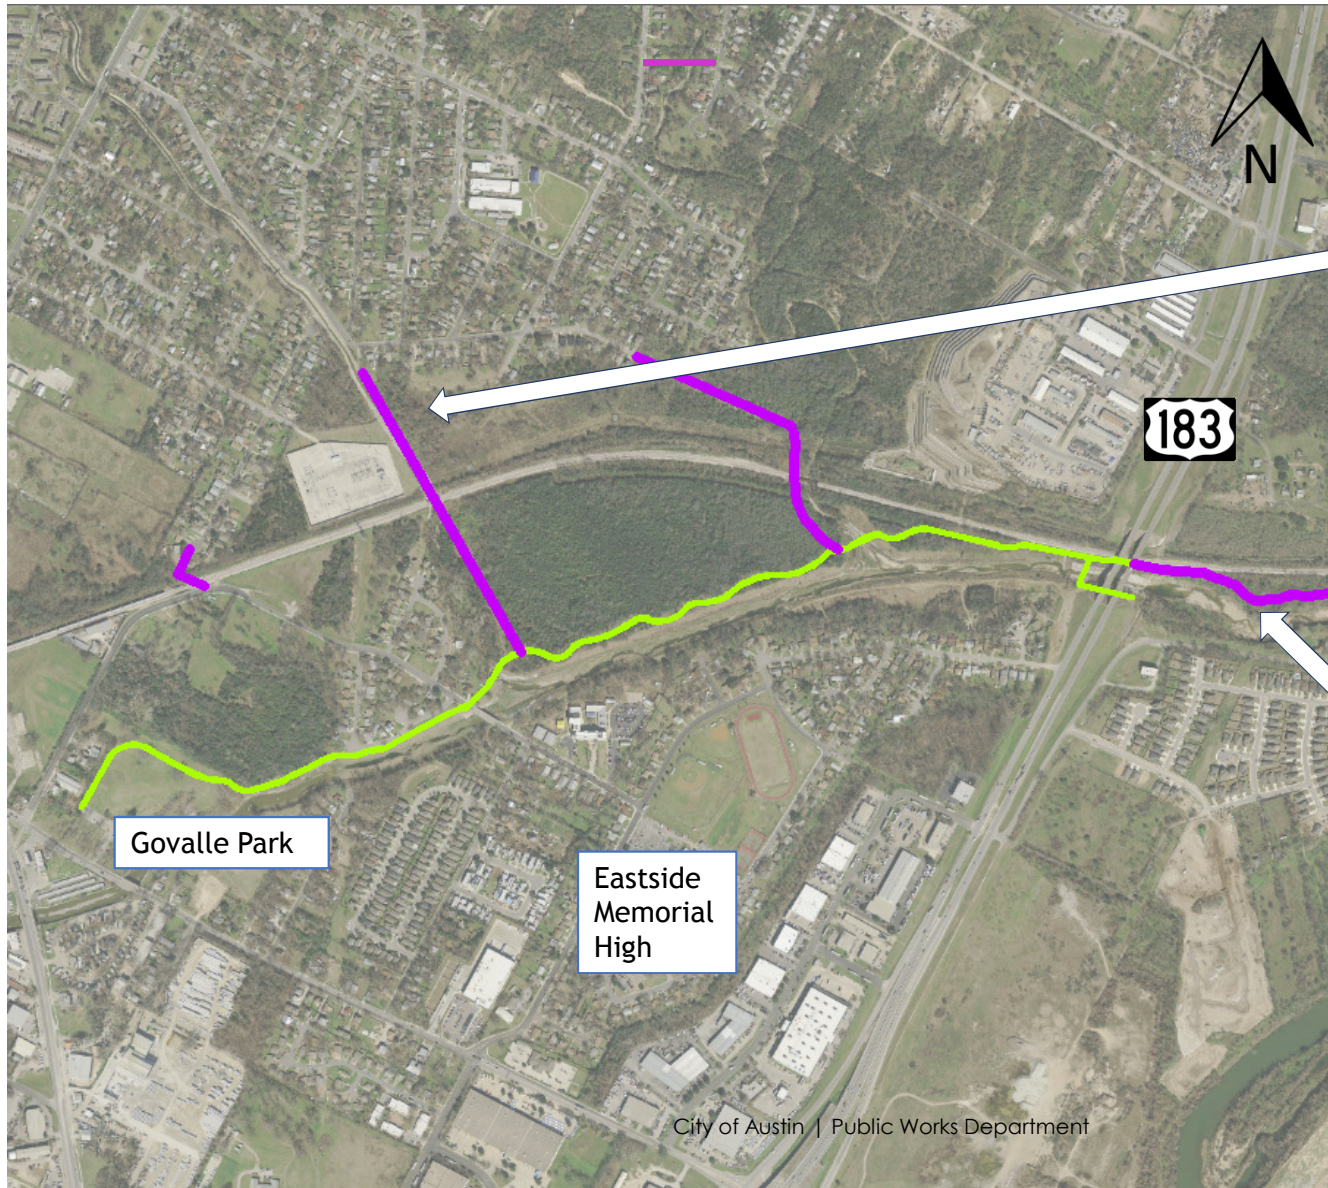 N
183
Govalle Park
Eastside
Memorial
High
City of Austin | Public Works Department